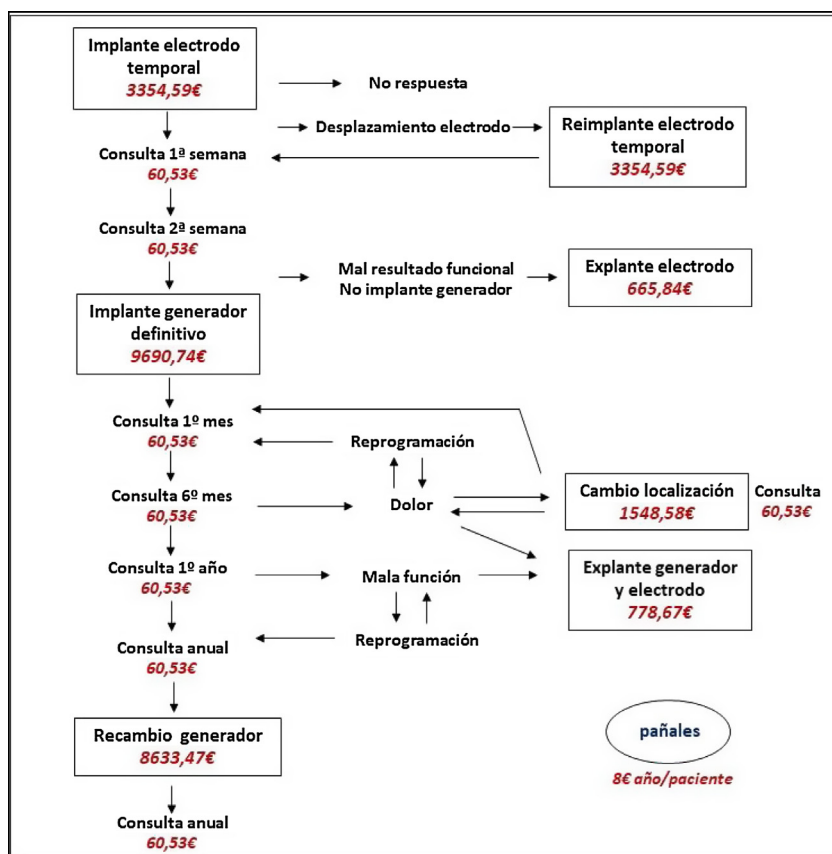 Implante electrodo
temporal
3354,59€
No respuesta
Desplazamiento electrodo
Reimplante electrodo
temporal
3354,59€
Consulta 1ª semana
60,53€
Consulta 2ª semana
60,53€
Mal resultado funcional
No implante generador
Explante electrodo
665,84€
Implante generador
definitivo
9690,74€
Consulta 1º mes
60,53€
Reprogramación
Consulta 6º mes
60,53€
Dolor
Cambio localización
1548,58€
Consulta
60,53€
Consulta 1º año
60,53€
Mala función
Explante generador
y electrodo
778,67€
Reprogramación
Consulta anual
60,53€
Recambio generador
8633,47€
pañales
8€ año/paciente
Consulta anual
60,53€